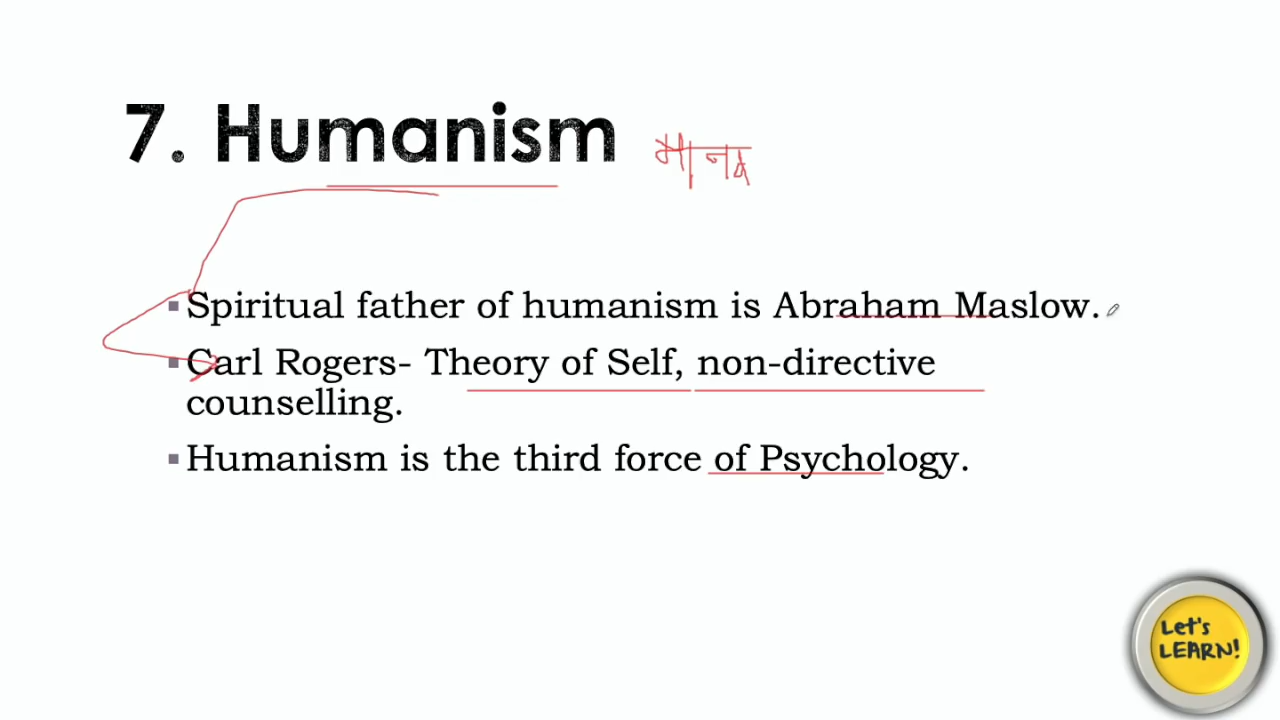 7. Humanism
मानव
Spiritual father of humanism is Abraham Maslow.
Carl Rogers- Theory of Self, non-directive
counselling.
Humanism is the third force of Psychology.
Let's
LEARN!